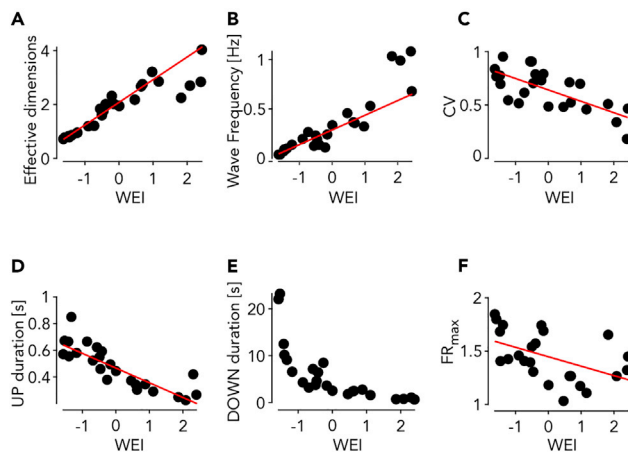 A
Effective dimensions
4
2
0
-1 0 1 2
WEI
B
Wave Frequency [Hz]
1
0.5
0
-1 0 1 2
WEI
C
CV
1
0.5
0
-1 0 1 2
WEI
D
UP duration [s]
1
0.8
0.6
0.4
-1 0 1 2
WEI
E
DOWN duration [s]
20
10
0
-1 0 1 2
WEI
F
FRmax
2
1.5
1
-1 0 1 2
WEI